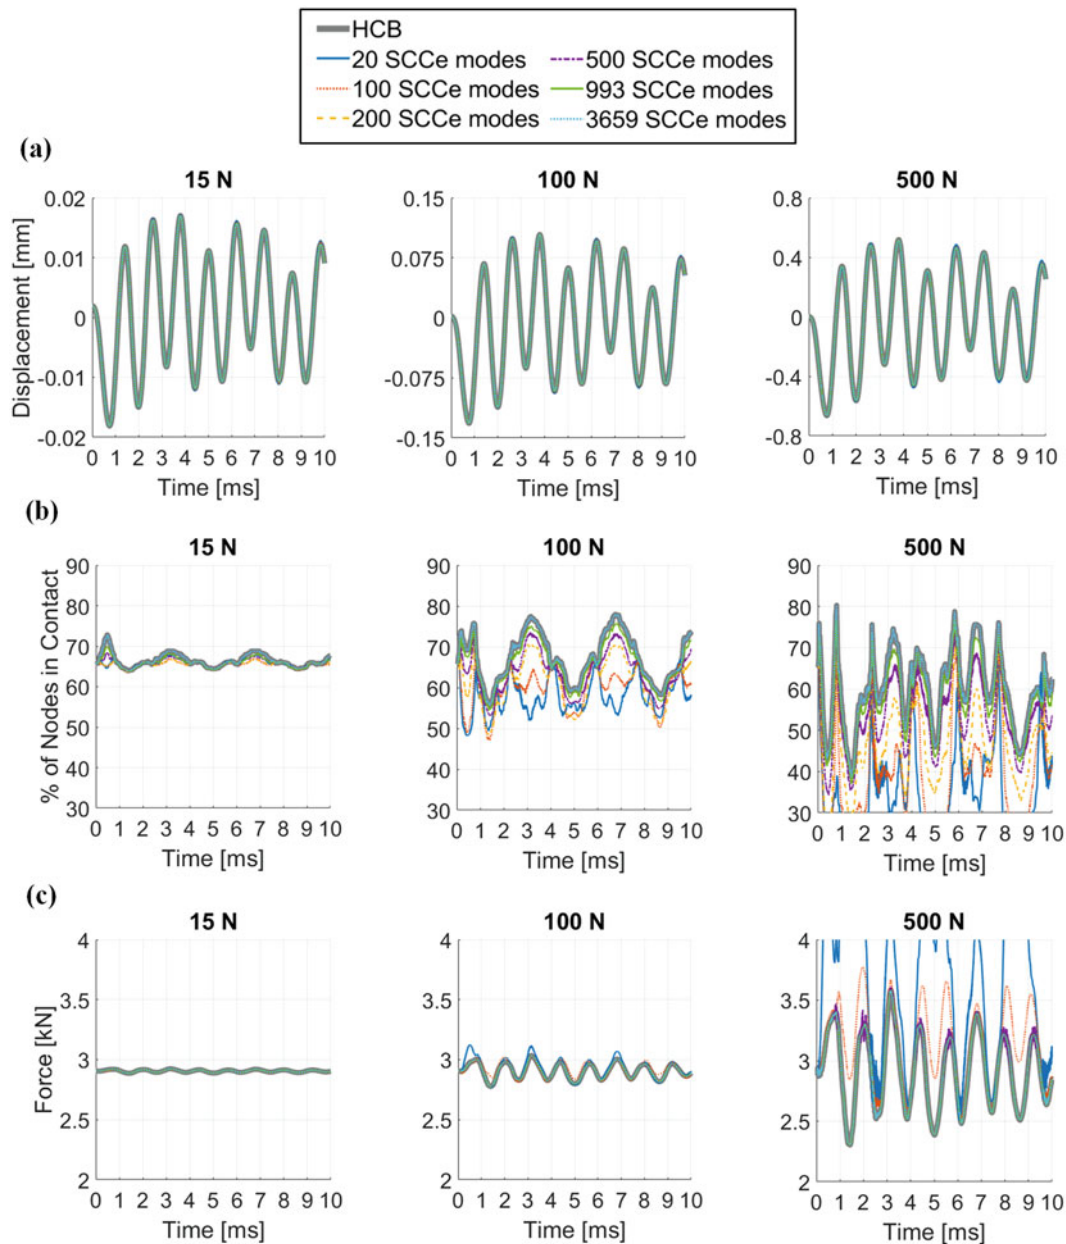 HCB
20 SCCe modes
500 SCCe modes
100 SCCe modes
993 SCCe modes
200 SCCe modes
3659 SCCe modes
(a)
15 N
100 N
500 N
Displacement [mm]
0.02
0.01
0
-0.01
-0.02
0 1 2 3 4 5 6 7 8 9 10
Time [ms]
0.15
0.075
0
-0.075
-0.15
0 1 2 3 4 5 6 7 8 9 10
Time [ms]
0.8
0.4
0
-0.4
-0.8
0 1 2 3 4 5 6 7 8 9 10
Time [ms]
(b)
15 N
100 N
500 N
% of Nodes in Contact
90
80
70
60
50
40
30
0 1 2 3 4 5 6 7 8 9 10
Time [ms]
90
80
70
60
50
40
30
0 1 2 3 4 5 6 7 8 9 10
Time [ms]
90
80
70
60
50
40
30
0 1 2 3 4 5 6 7 8 9 10
Time [ms]
(c)
15 N
100 N
500 N
Force [kN]
4
3.5
3
2.5
2
0 1 2 3 4 5 6 7 8 9 10
Time [ms]
4
3.5
3
2.5
2
0 1 2 3 4 5 6 7 8 9 10
Time [ms]
4
3.5
3
2.5
2
0 1 2 3 4 5 6 7 8 9 10
Time [ms]